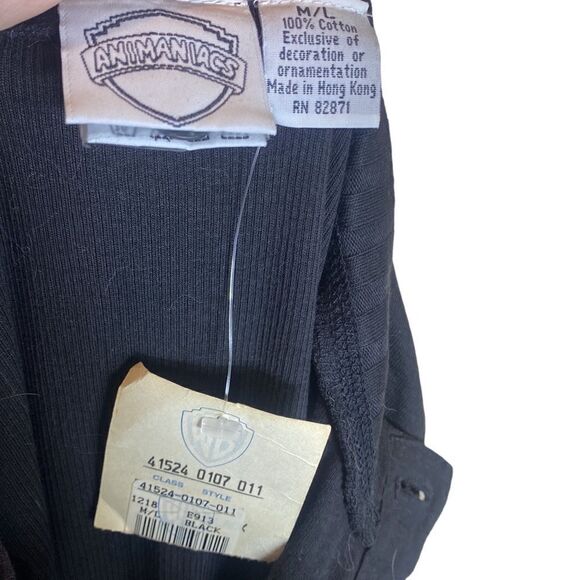 ANIMANIACS
M/L
100% Cotton
Exclusive of
decoration or
ornamentation
Made in Hong Kong
RN 82871
WB
41524 0107 011
CLASS STYLE
41524-0107-011
1218 E913
M/L BLACK